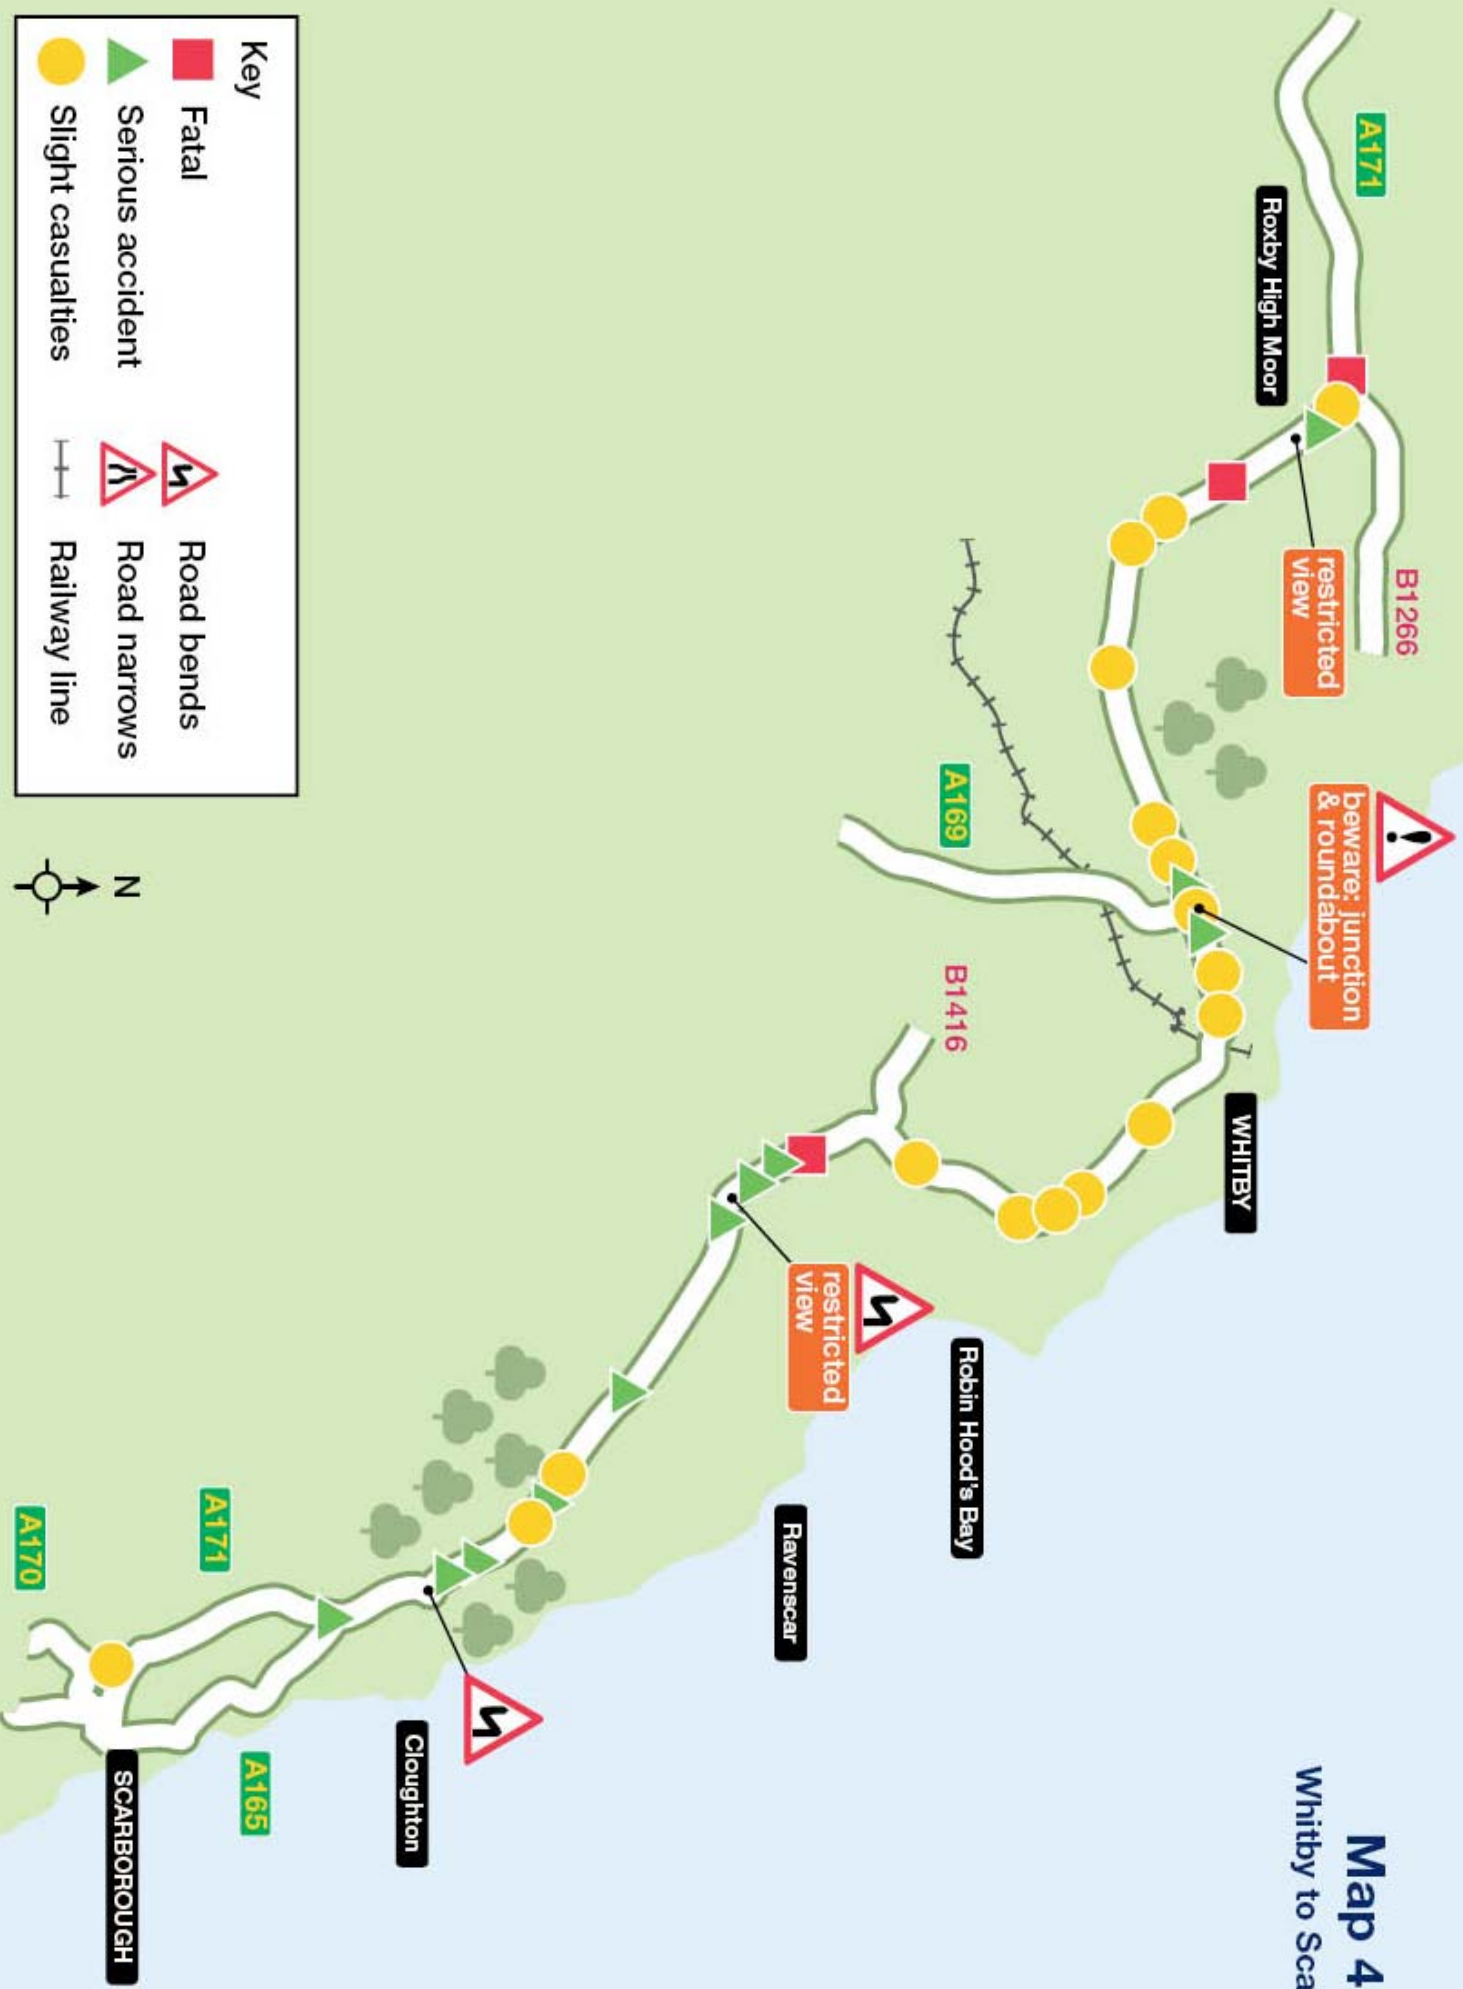 Map 4
Whitby to Sca
A171
B1266
Roxby High Moor
restricted
view
beware: junction
& roundabout
A169
WHITBY
B1416
restricted
view
Robin Hood's Bay
Ravenscar
Cloughton
A171
A165
A170
SCARBOROUGH
Key
Fatal
Serious accident
Slight casualties
Road bends
Road narrows
Railway line
N